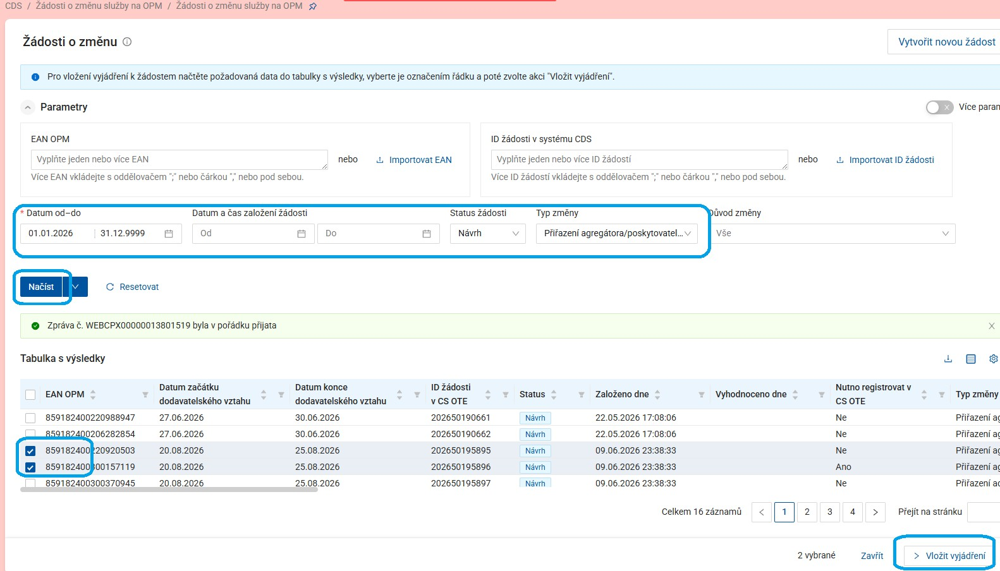 CDS / Žádosti o změnu služby na OPM / Žádosti o změnu služby na OPM
Žádosti o změnu
Vytvořit novou žádost
Pro vložení vyjádření k žádostem načtěte požadovaná data do tabulky s výsledky, vyberte je označením řádku a poté zvolte akci "Vložit vyjádření".
Parametry
Více param
EAN OPM
ID žádosti v systému CDS
Vyplňte jeden nebo více EAN nebo Importovat EAN
Vyplňte jeden nebo více ID žádostí nebo Importovat ID žádosti
Více EAN vkládejte s oddělovačem ";" nebo čárkou "," nebo pod sebou.
Více ID žádostí vkládejte s oddělovačem ";" nebo čárkou "," nebo pod sebou.
* Datum od–do Datum a čas založení žádosti Status žádosti Typ změny Důvod změny
01.01.2026 31.12.9999 Od Do Návrh Přiřazení agregátora/poskytovatel... Vše
Načíst Resetovat
Zpráva č. WEBCPX00000013801519 byla v pořádku přijata
Tabulka s výsledky
EAN OPM Datum začátku dodavatelského vztahu Datum konce dodavatelského vztahu ID žádosti v CS OTE Status Založeno dne Vyhodnoceno dne Nutno registrovat v CS OTE Typ změny
859182400220988947 27.06.2026 30.06.2026 202650190661 Návrh 22.05.2026 17:08:06 Ne Přiřazení ag
859182400206282854 27.06.2026 30.06.2026 202650190662 Návrh 22.05.2026 17:08:06 Ne Přiřazení ag
859182400220920503 20.08.2026 25.08.2026 202650195895 Návrh 09.06.2026 23:38:33 Ne Přiřazení ag
859182400300157119 20.08.2026 25.08.2026 202650195896 Návrh 09.06.2026 23:38:33 Ano Přiřazení ag
859182400300370945 20.08.2026 25.08.2026 202650195897 Návrh 09.06.2026 23:38:33 Ne Přiřazení ag
Celkem 16 záznamů < 1 2 3 4 > Přejít na stránku
2 vybrané Zavřít > Vložit vyjádření